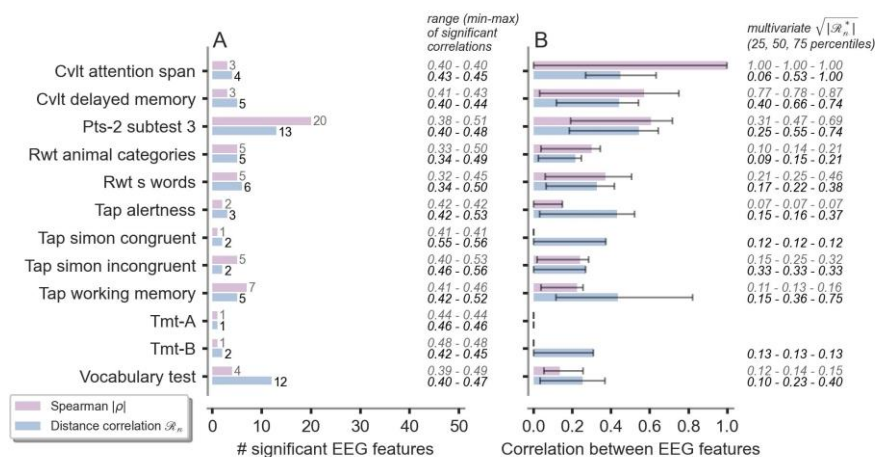 A
range (min-max)
of significant
correlations
B
multivariate √|ℛₙ*|
(25, 50, 75 percentiles)
Cvlt attention span
3
4
0.40 - 0.40
0.43 - 0.45
1.00 - 1.00 - 1.00
0.06 - 0.53 - 1.00
Cvlt delayed memory
3
5
0.41 - 0.43
0.40 - 0.44
0.77 - 0.78 - 0.87
0.40 - 0.66 - 0.74
Pts-2 subtest 3
20
13
0.38 - 0.51
0.40 - 0.48
0.31 - 0.47 - 0.69
0.25 - 0.55 - 0.74
Rwt animal categories
5
5
0.33 - 0.50
0.34 - 0.49
0.10 - 0.14 - 0.21
0.09 - 0.15 - 0.21
Rwt s words
5
6
0.32 - 0.45
0.34 - 0.50
0.21 - 0.25 - 0.46
0.17 - 0.22 - 0.38
Tap alertness
2
3
0.42 - 0.42
0.42 - 0.53
0.07 - 0.07 - 0.07
0.15 - 0.16 - 0.37
Tap simon congruent
1
2
0.41 - 0.41
0.55 - 0.56
0.12 - 0.12 - 0.12
Tap simon incongruent
5
2
0.40 - 0.53
0.46 - 0.56
0.15 - 0.25 - 0.32
0.33 - 0.33 - 0.33
Tap working memory
7
5
0.41 - 0.46
0.42 - 0.52
0.11 - 0.13 - 0.16
0.15 - 0.36 - 0.75
Tmt-A
1
1
0.44 - 0.44
0.46 - 0.46
Tmt-B
1
2
0.48 - 0.48
0.42 - 0.45
0.13 - 0.13 - 0.13
Vocabulary test
4
12
0.39 - 0.49
0.40 - 0.47
0.12 - 0.14 - 0.15
0.10 - 0.23 - 0.40
Spearman |ρ|
Distance correlation ℛₙ
0 10 20 30 40 50
# significant EEG features
0.0 0.2 0.4 0.6 0.8 1.0
Correlation between EEG features